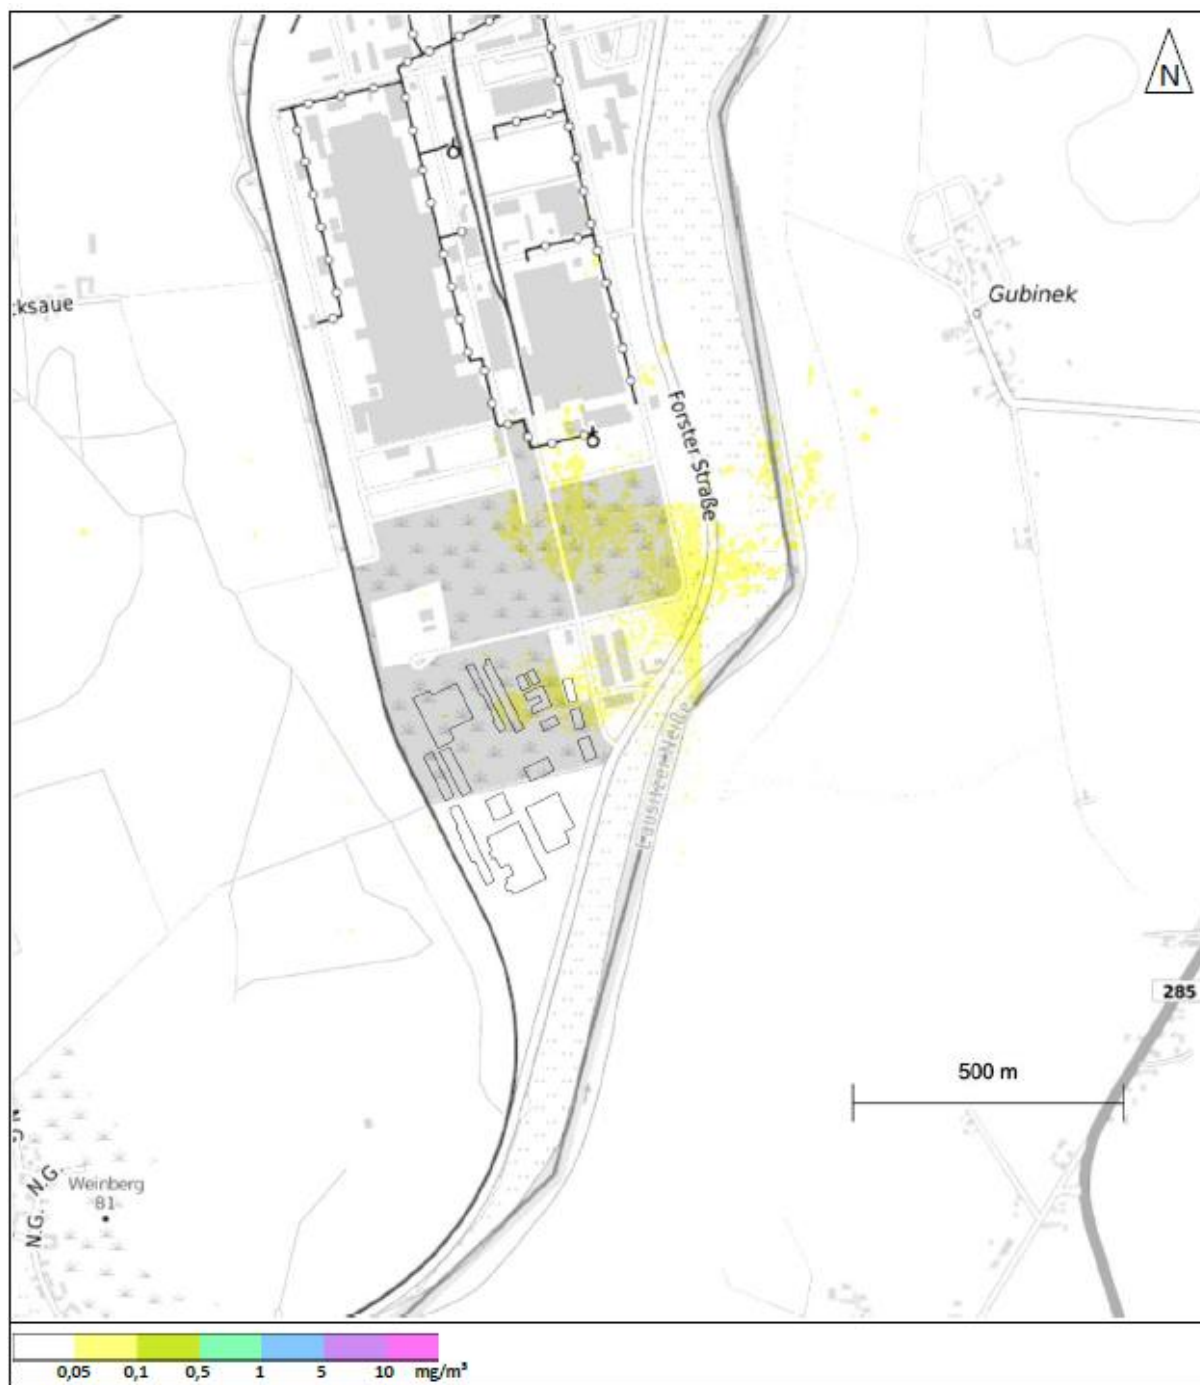 N
cksaue
Gubinek
Forster Straße
Lausitzer Neiße
285
500 m
N.G. N.G.
Weinberg
81
0,05 0,1 0,5 1 5 10 mg/m³